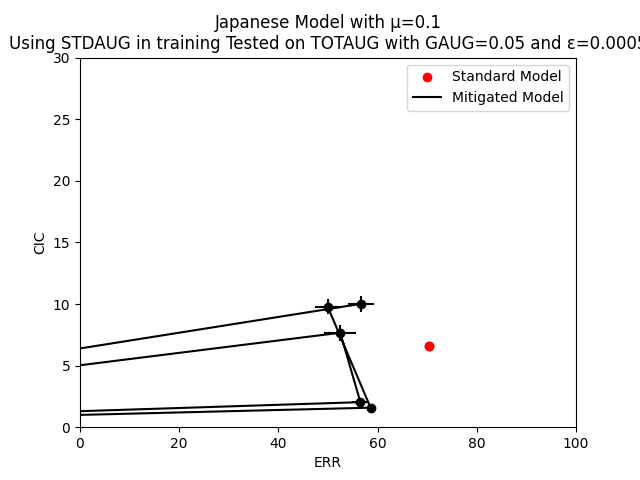 Japanese Model with μ=0.1
Using STDAUG in training Tested on TOTAUG with GAUG=0.05 and ε=0.0005
Standard Model
Mitigated Model
30
25
20
15
10
5
0
CIC
0 20 40 60 80 100
ERR